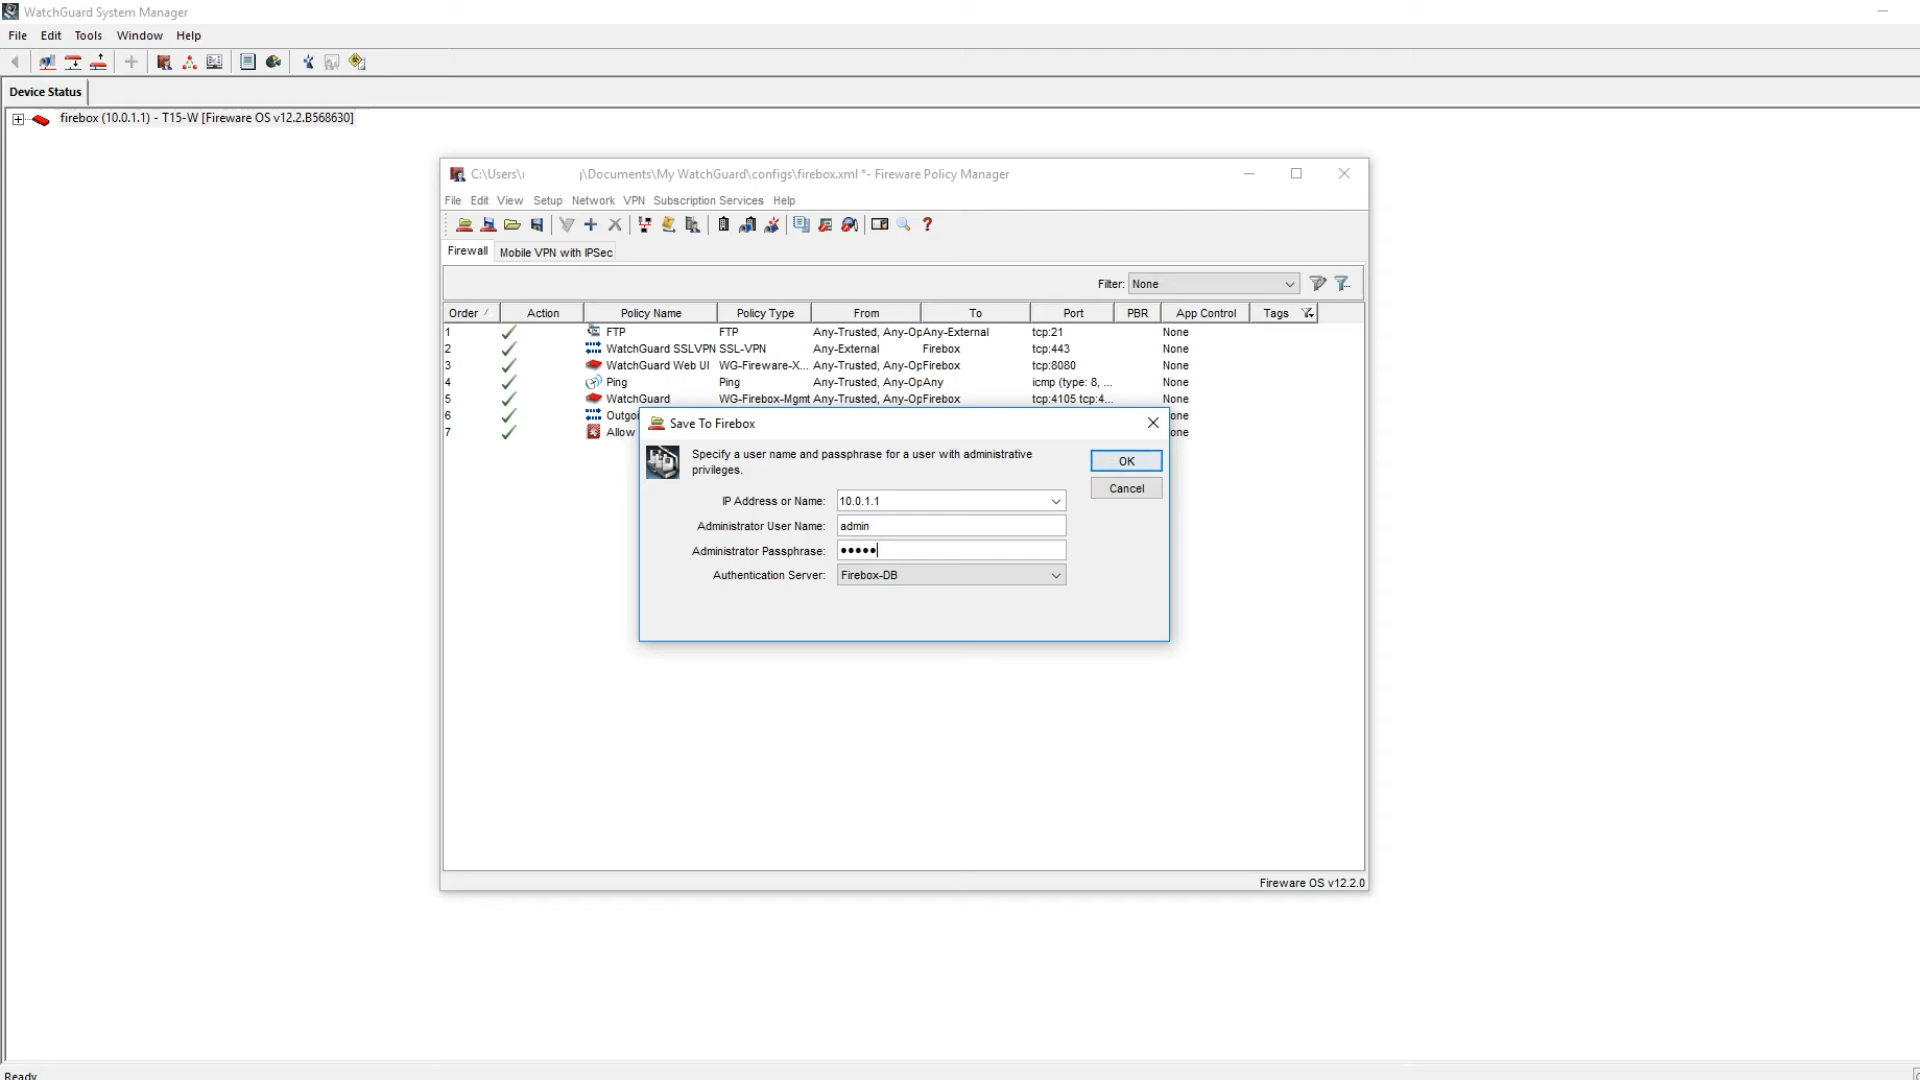 WatchGuard System Manager
File Edit Tools Window Help
Device Status
firebox (10.0.1.1) - T15-W [Fireware OS v12.2.B568630]
C:\Users\ \Documents\My WatchGuard\configs\firebox.xml *- Fireware Policy Manager
File Edit View Setup Network VPN Subscription Services Help
Firewall Mobile VPN with IPSec
Filter: None
Order / Action Policy Name Policy Type From To Port PBR App Control Tags
1 FTP FTP Any-Trusted, Any-Op Any-External tcp:21 None
2 WatchGuard SSLVPN SSL-VPN Any-External Firebox tcp:443 None
3 WatchGuard Web UI WG-Fireware-X... Any-Trusted, Any-Op Firebox tcp:8080 None
4 Ping Ping Any-Trusted, Any-Op Any icmp (type: 8, ... None
5 WatchGuard WG-Firebox-Mgmt Any-Trusted, Any-Op Firebox tcp:4105 tcp:4... None
6 Outgoi one
7 Allow one
Save To Firebox
Specify a user name and passphrase for a user with administrative
privileges.
OK
Cancel
IP Address or Name: 10.0.1.1
Administrator User Name: admin
Administrator Passphrase: •••••
Authentication Server: Firebox-DB
Fireware OS v12.2.0
Ready